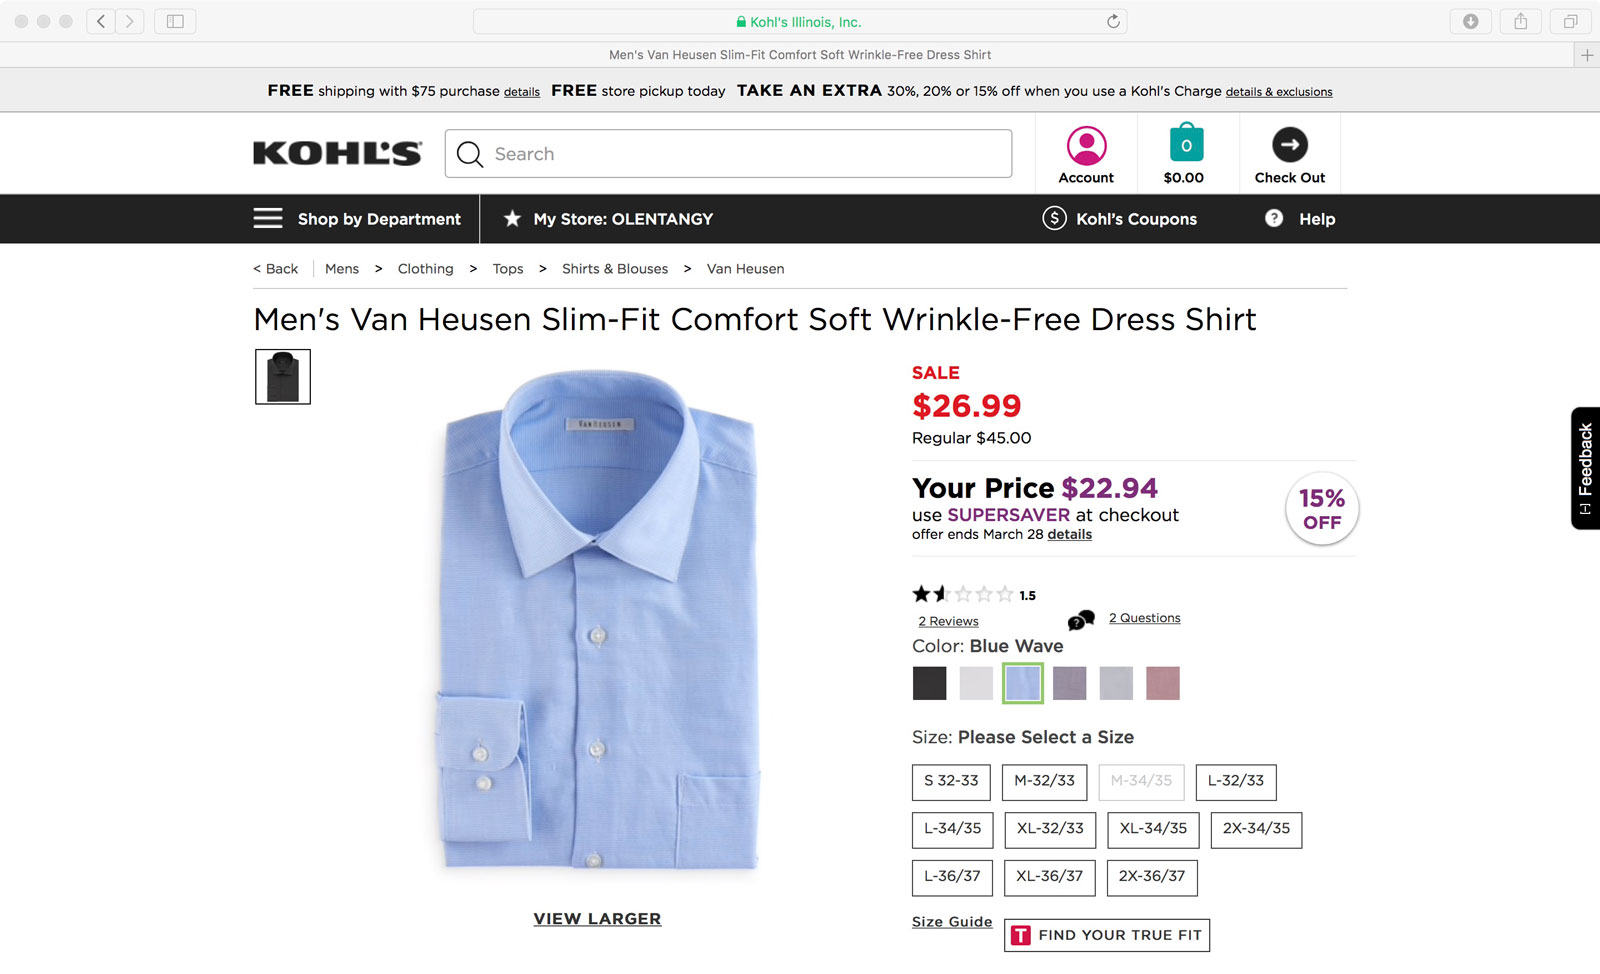 Kohl's Illinois, Inc.
Men's Van Heusen Slim-Fit Comfort Soft Wrinkle-Free Dress Shirt
FREE shipping with $75 purchase details FREE store pickup today TAKE AN EXTRA 30%, 20% or 15% off when you use a Kohl's Charge details & exclusions
KOHL'S
Search
0
Account
$0.00
Check Out
Shop by Department
My Store: OLENTANGY
Kohl's Coupons
Help
< Back Mens > Clothing > Tops > Shirts & Blouses > Van Heusen
Men's Van Heusen Slim-Fit Comfort Soft Wrinkle-Free Dress Shirt
VAN HEUSEN
SALE
$26.99
Regular $45.00
Your Price $22.94
use SUPERSAVER at checkout
offer ends March 28 details
15%
OFF
[-] Feedback
1.5
2 Reviews
2 Questions
Color: Blue Wave
Size: Please Select a Size
S 32-33 M-32/33 M-34/35 L-32/33
L-34/35 XL-32/33 XL-34/35 2X-34/35
L-36/37 XL-36/37 2X-36/37
Size Guide
T FIND YOUR TRUE FIT
VIEW LARGER